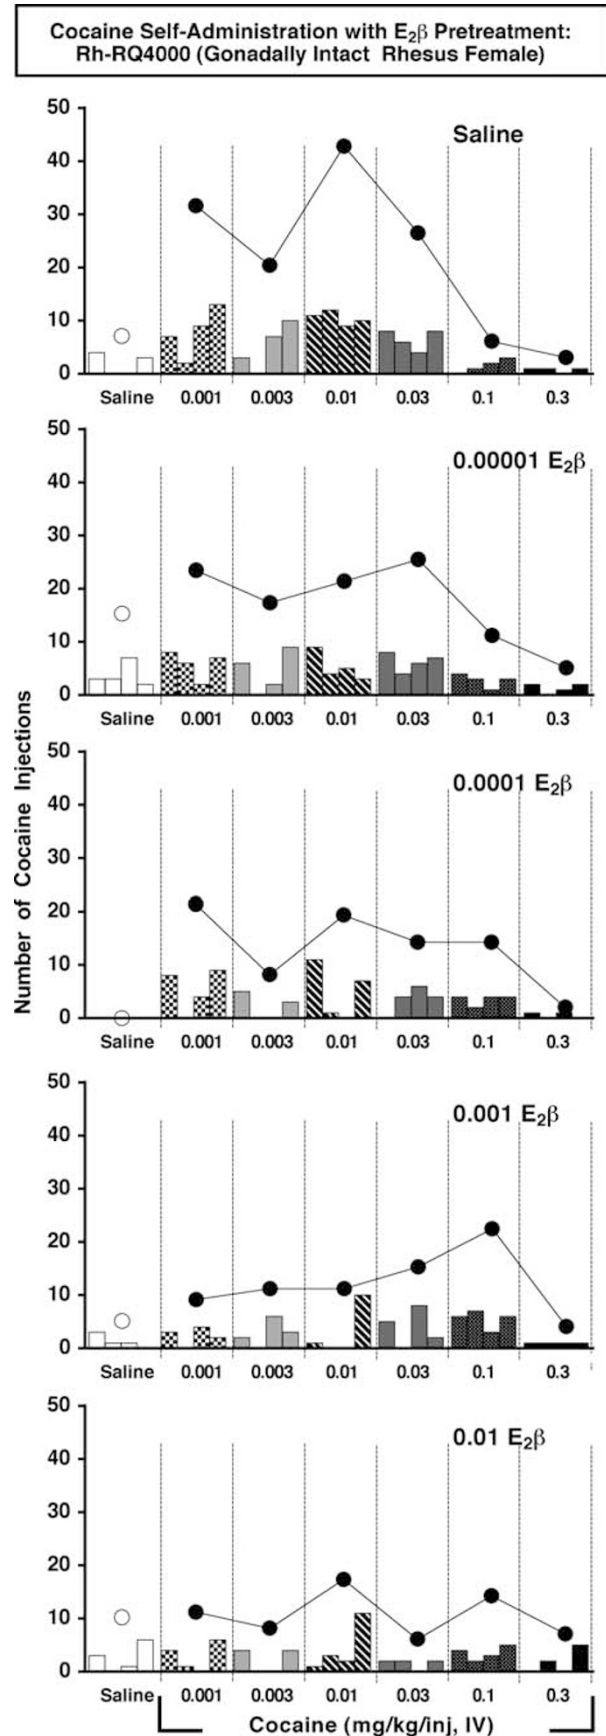 Cocaine Self-Administration with E₂β Pretreatment:
Rh-RQ4000 (Gonadally Intact Rhesus Female)
Number of Cocaine Injections
Saline
50
40
30
20
10
0
Saline 0.001 0.003 0.01 0.03 0.1 0.3
0.00001 E₂β
50
40
30
20
10
0
Saline 0.001 0.003 0.01 0.03 0.1 0.3
0.0001 E₂β
50
40
30
20
10
0
Saline 0.001 0.003 0.01 0.03 0.1 0.3
0.001 E₂β
50
40
30
20
10
0
Saline 0.001 0.003 0.01 0.03 0.1 0.3
0.01 E₂β
50
40
30
20
10
0
Saline 0.001 0.003 0.01 0.03 0.1 0.3
Cocaine (mg/kg/inj, IV)